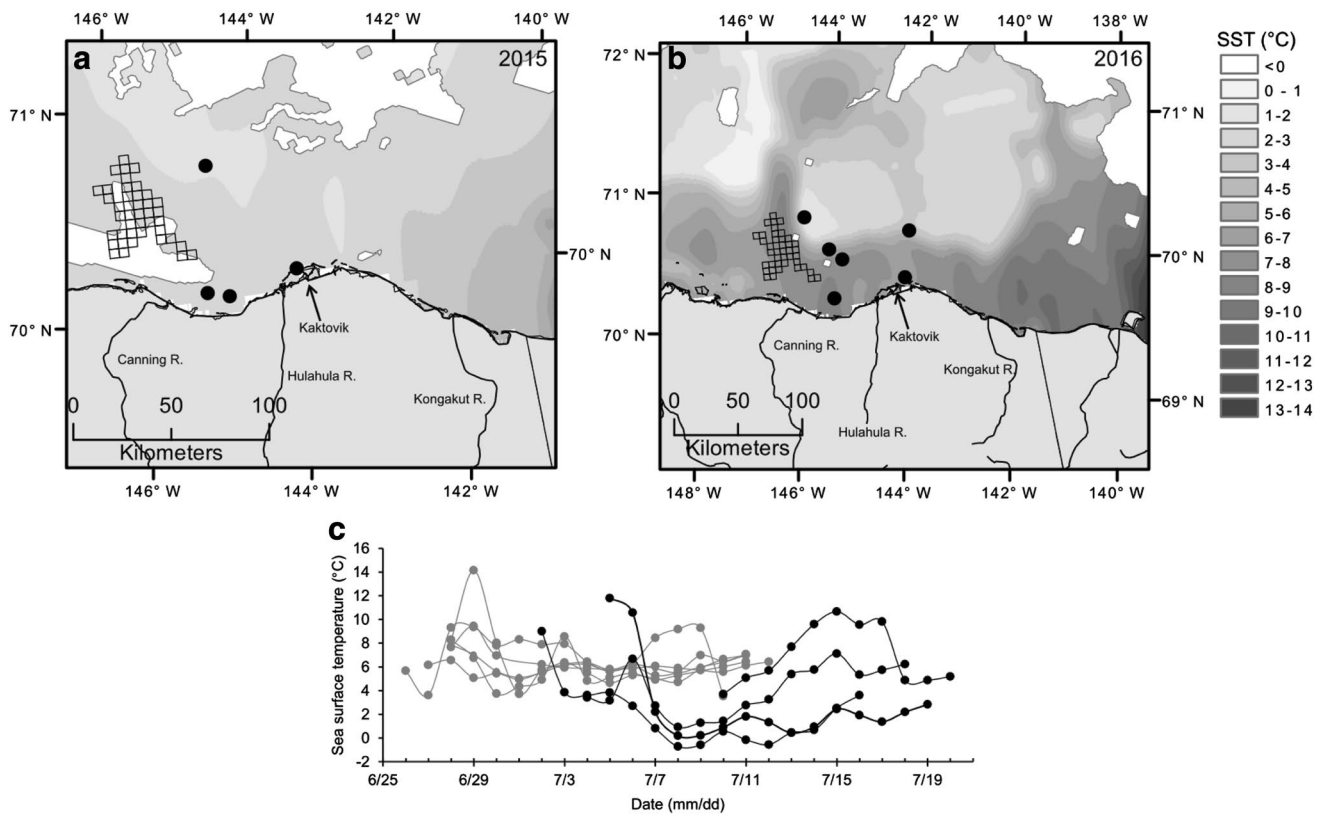 146° W 144° W 142° W 140° W
a 2015
71° N
70° N
70° N
Kaktovik
Canning R.
Hulahula R.
Kongakut R.
0 50 100
Kilometers
146° W 144° W 142° W
146° W 144° W 142° W 140° W 138° W
b 2016
72° N
71° N
71° N
70° N
70° N
69° N
Kaktovik
Canning R.
Kongakut R.
Hulahula R.
0 50 100
Kilometers
148° W 146° W 144° W 142° W 140° W
SST (°C)
<0
0 - 1
1-2
2-3
3-4
4-5
5-6
6-7
7-8
8-9
9-10
10-11
11-12
12-13
13-14
c
Sea surface temperature (°C)
16
14
12
10
8
6
4
2
0
-2
6/25 6/29 7/3 7/7 7/11 7/15 7/19
Date (mm/dd)